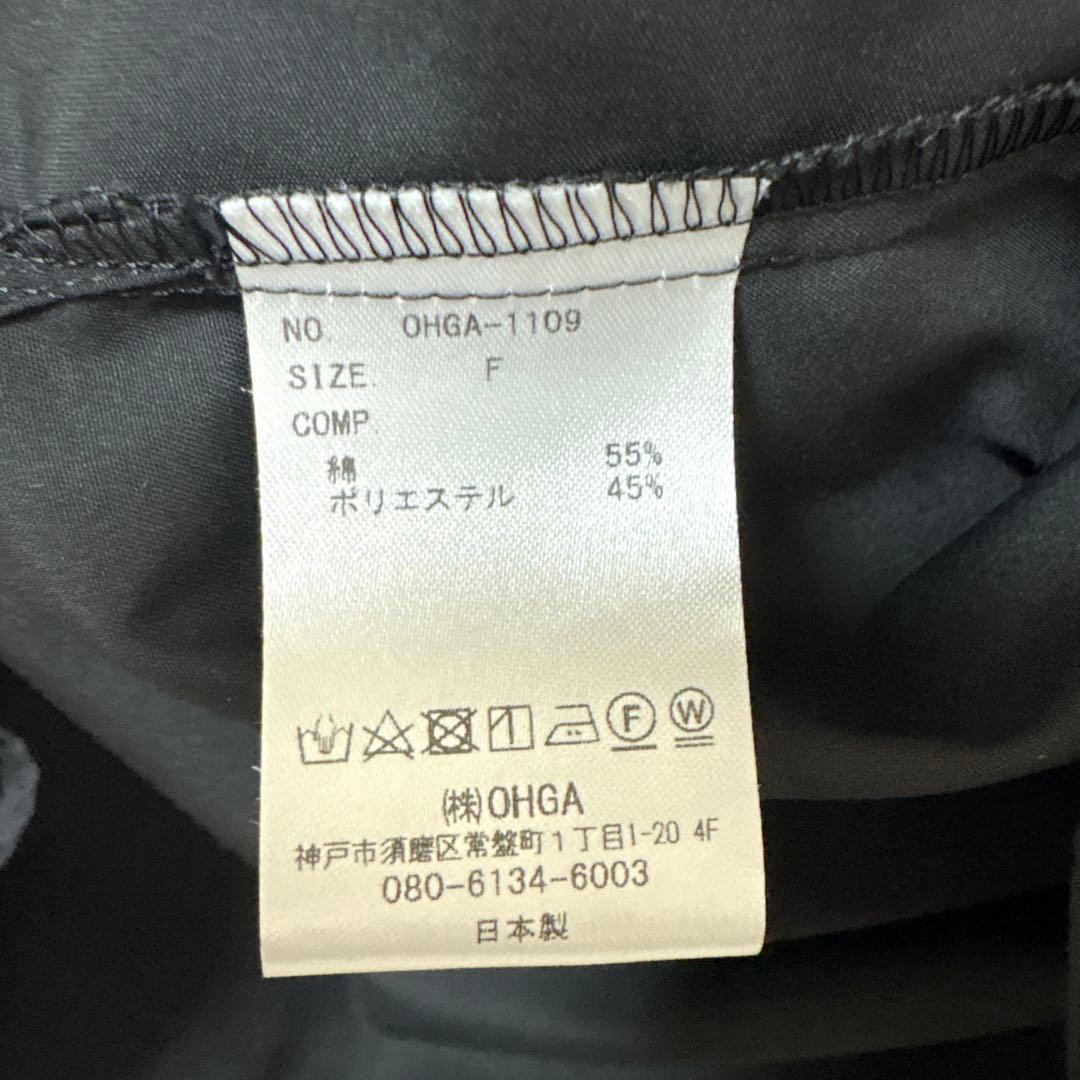 NO. OHGA-1109
SIZE. F
COMP.
綿 55%
ポリエステル 45%
F W
(株)OHGA
神戸市須磨区常盤町1丁目1-20 4F
080-6134-6003
日本製